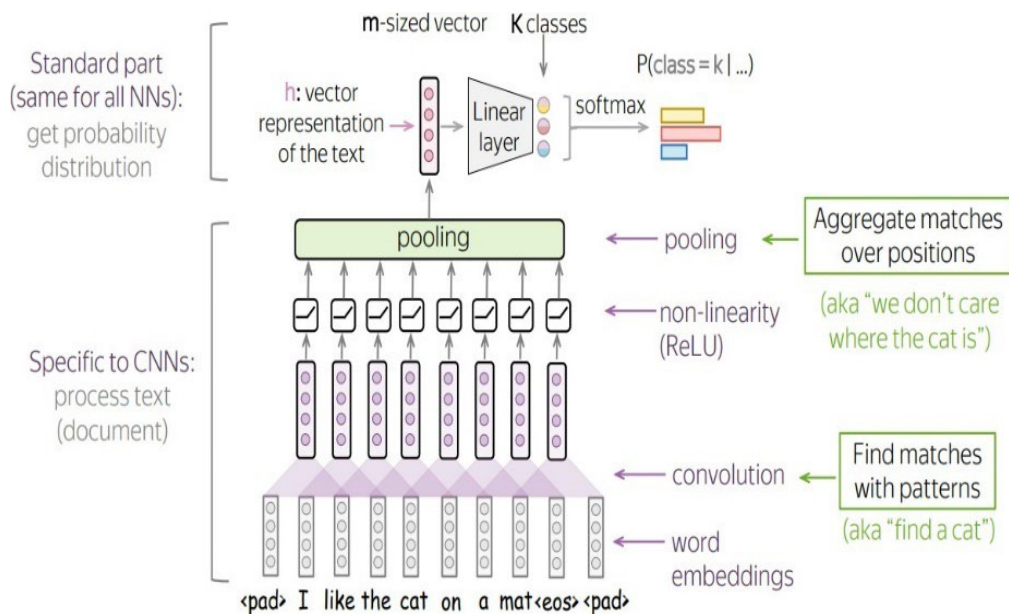 m-sized vector
K classes
Standard part
(same for all NNs):
get probability
distribution
h: vector
representation
of the text
Linear
layer
softmax
P(class = k | ...)
pooling
pooling
Aggregate matches
over positions
(aka “we don’t care
where the cat is”)
non-linearity
(ReLU)
Specific to CNNs:
process text
(document)
convolution
Find matches
with patterns
(aka “find a cat”)
word
embeddings
<pad> I like the cat on a mat <eos> <pad>